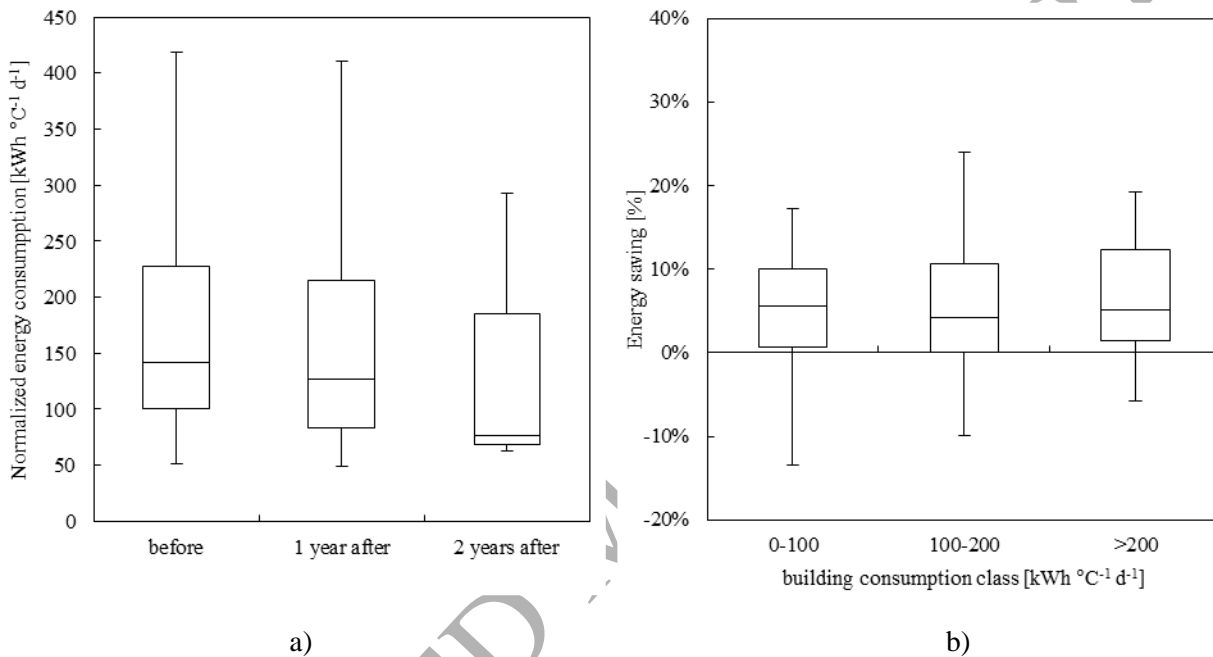 450
400
350
300
250
200
150
100
50
0
Normalized energy consumpption [kWh °C-1 d-1]
before 1 year after 2 years after
a)
40%
30%
20%
10%
0%
-10%
-20%
Energy saving [%]
0-100 100-200 >200
building consumption class [kWh °C-1 d-1]
b)